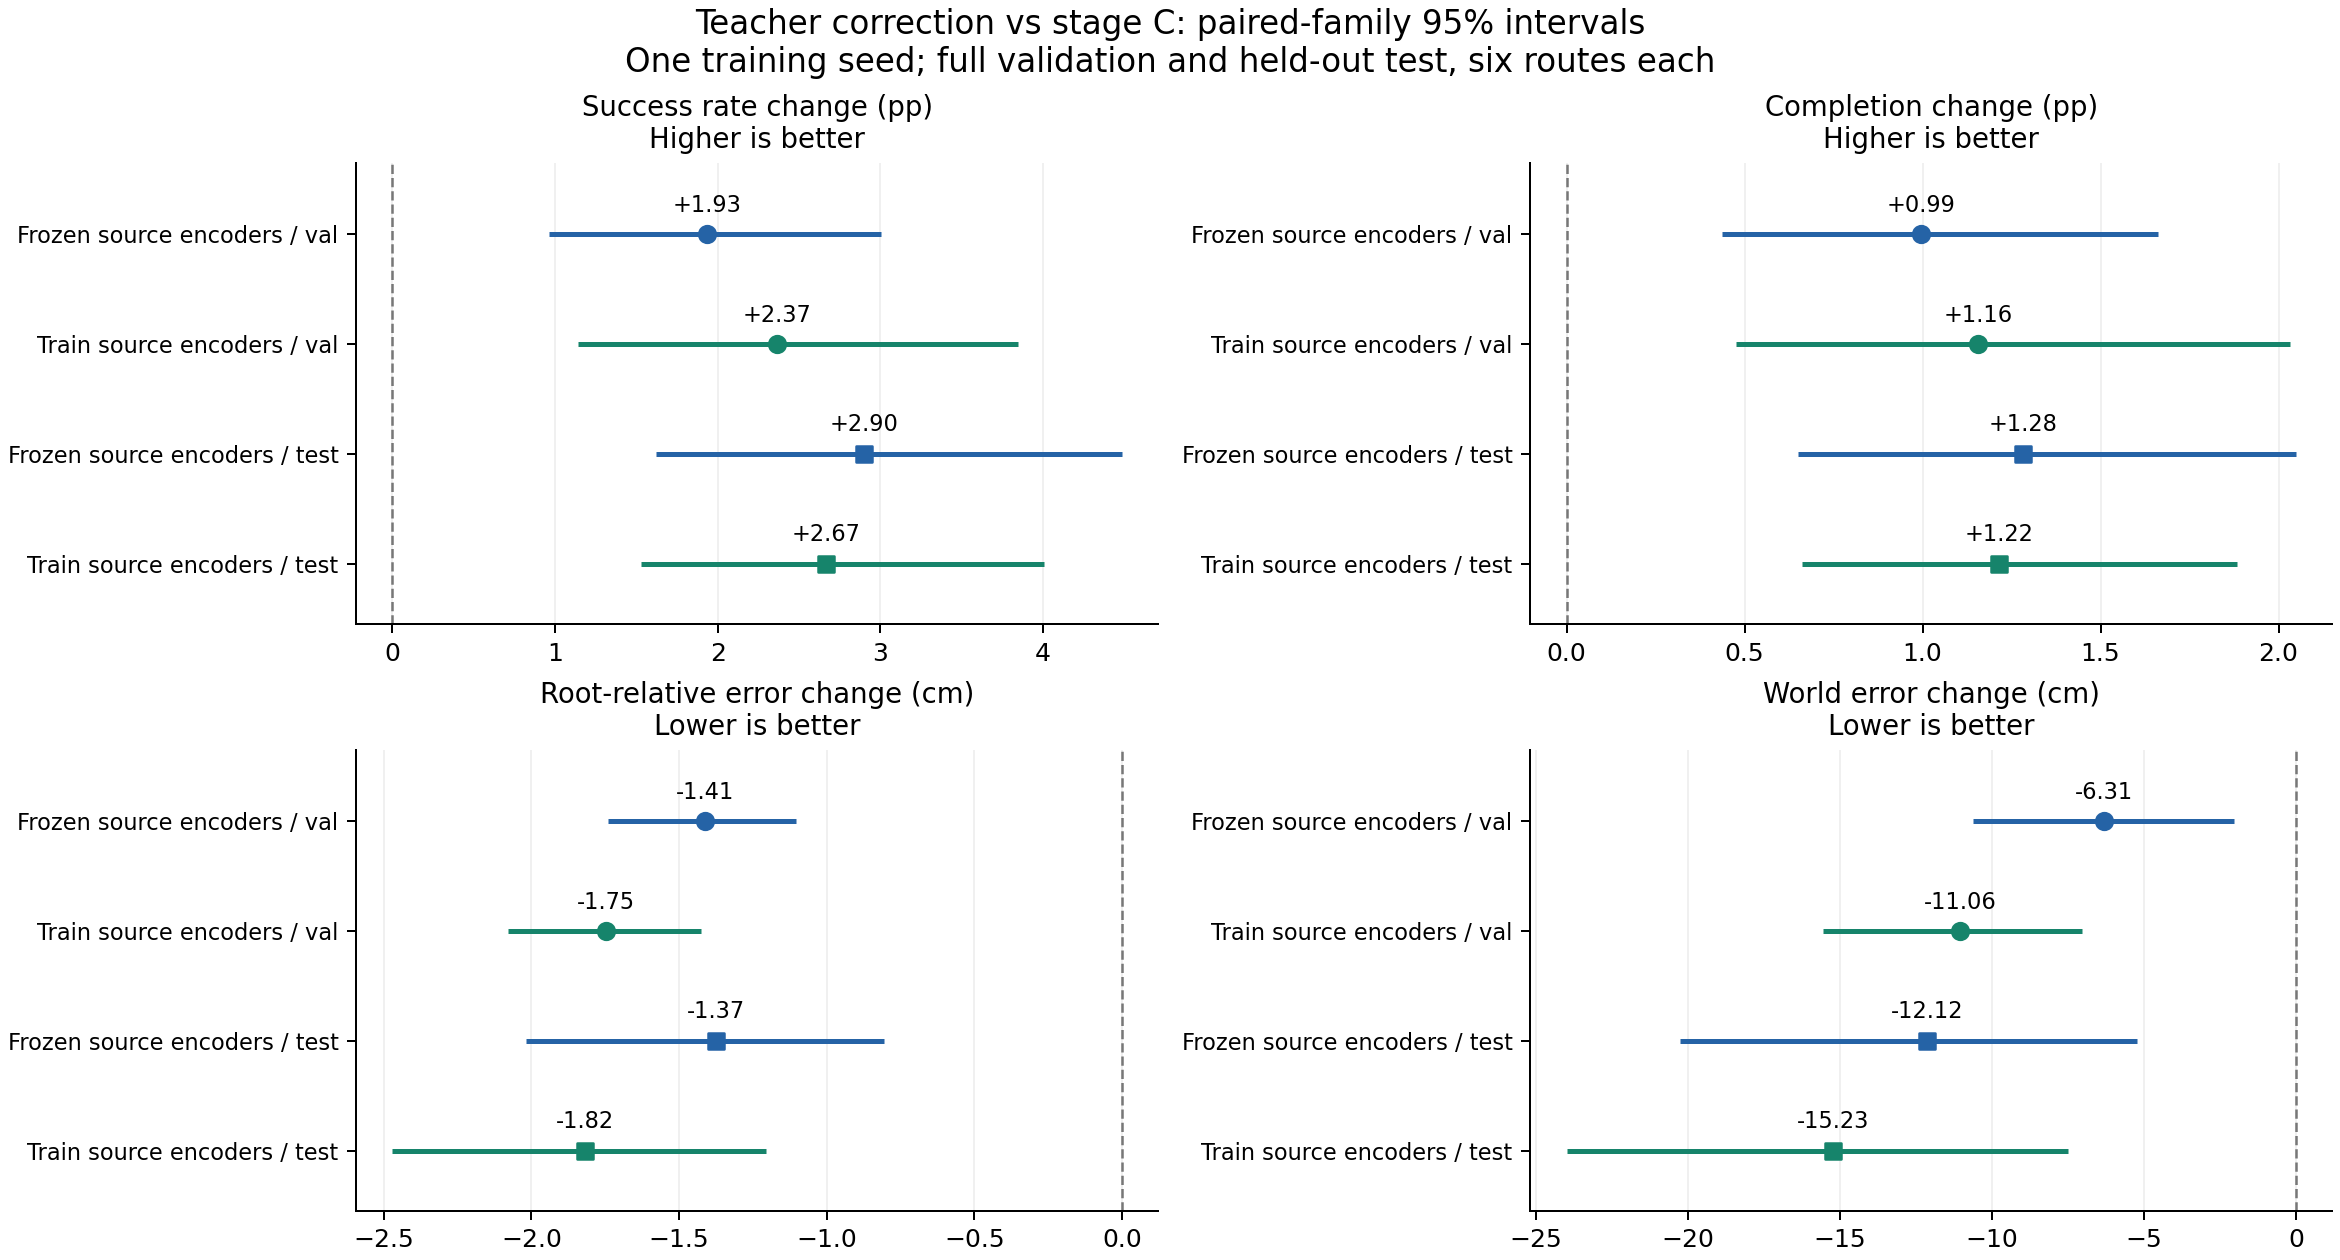 Teacher correction vs stage C: paired-family 95% intervals
One training seed; full validation and held-out test, six routes each
Success rate change (pp)
Higher is better
Frozen source encoders / val
+1.93
Train source encoders / val
+2.37
Frozen source encoders / test
+2.90
Train source encoders / test
+2.67
0 1 2 3 4
Completion change (pp)
Higher is better
Frozen source encoders / val
+0.99
Train source encoders / val
+1.16
Frozen source encoders / test
+1.28
Train source encoders / test
+1.22
0.0 0.5 1.0 1.5 2.0
Root-relative error change (cm)
Lower is better
Frozen source encoders / val
-1.41
Train source encoders / val
-1.75
Frozen source encoders / test
-1.37
Train source encoders / test
-1.82
−2.5 −2.0 −1.5 −1.0 −0.5 0.0
World error change (cm)
Lower is better
Frozen source encoders / val
-6.31
Train source encoders / val
-11.06
Frozen source encoders / test
-12.12
Train source encoders / test
-15.23
−25 −20 −15 −10 −5 0